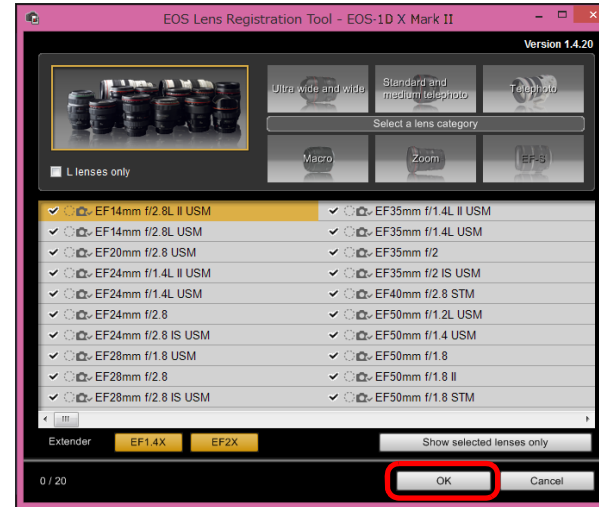 EOS Lens Registration Tool - EOS-1D X Mark II
Version 1.4.20
Ultra wide and wide
Standard and
medium telephoto
Telephoto
Select a lens category
L lenses only
Macro
Zoom
EF-S
EF14mm f/2.8L II USM
EF35mm f/1.4L II USM
EF14mm f/2.8L USM
EF35mm f/1.4L USM
EF20mm f/2.8 USM
EF35mm f/2
EF24mm f/1.4L II USM
EF35mm f/2 IS USM
EF24mm f/1.4L USM
EF40mm f/2.8 STM
EF24mm f/2.8
EF50mm f/1.2L USM
EF24mm f/2.8 IS USM
EF50mm f/1.4 USM
EF28mm f/1.8 USM
EF50mm f/1.8
EF28mm f/2.8
EF50mm f/1.8 II
EF28mm f/2.8 IS USM
EF50mm f/1.8 STM
Extender EF1.4X EF2X Show selected lenses only
0 / 20 OK Cancel